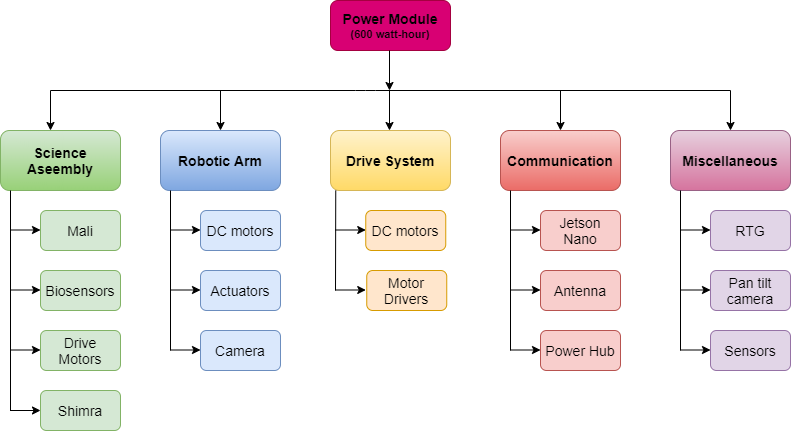 Power Module
(600 watt-hour)
Science
Aseembly
Robotic Arm
Drive System
Communication
Miscellaneous
Mali
Biosensors
Drive
Motors
Shimra
DC motors
Actuators
Camera
DC motors
Motor
Drivers
Jetson
Nano
Antenna
Power Hub
RTG
Pan tilt
camera
Sensors